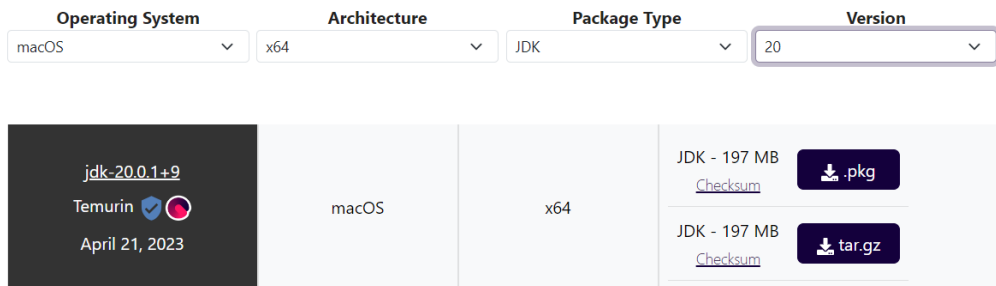 Operating System Architecture Package Type Version
macOS x64 JDK 20
jdk-20.0.1+9
Temurin
April 21, 2023
macOS
x64
JDK - 197 MB .pkg
Checksum
JDK - 197 MB tar.gz
Checksum